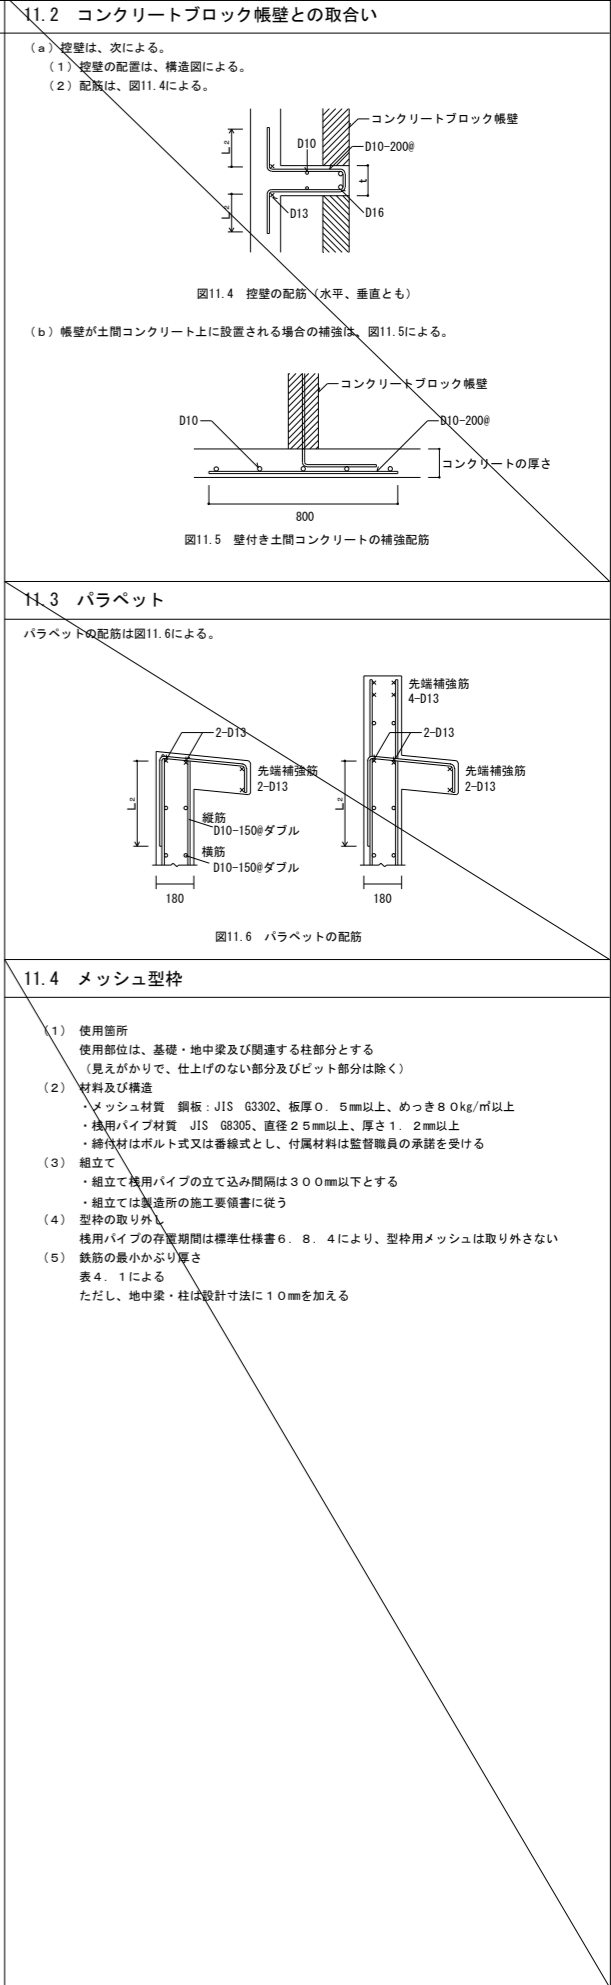 11.2　コンクリートブロック帳壁との取合い
（ａ）控壁は、次による。
（１）控壁の配置は、構造図による。
（２）配筋は、図11.4による。
コンクリートブロック帳壁
D10
D10-200@
L2
t
L2
D13
D16
図11.4　控壁の配筋（水平、垂直とも）
（ｂ）帳壁が土間コンクリート上に設置される場合の補強は、図11.5による。
コンクリートブロック帳壁
D10
D10-200@
コンクリートの厚さ
800
図11.5　壁付き土間コンクリートの補強配筋
11.3　パラペット
パラペットの配筋は図11.6による。
先端補強筋
4-D13
2-D13
2-D13
先端補強筋
2-D13
先端補強筋
2-D13
L2
L2
縦筋
D10-150@ダブル
横筋
D10-150@ダブル
180
180
図11.6　パラペットの配筋
11.4　メッシュ型枠
（１）　使用箇所
使用部位は、基礎・地中梁及び関連する柱部分とする
（見えがかりで、仕上げのない部分及びピット部分は除く）
（２）　材料及び構造
・メッシュ材質　鋼板：JIS　G3302、板厚０．５㎜以上、めっき８０kg/㎡以上
・桟用パイプ材質　JIS　G8305、直径２５㎜以上、厚さ１．２㎜以上
・締付材はボルト式又は番線式とし、付属材料は監督職員の承諾を受ける
（３）　組立て
・組立て桟用パイプの立て込み間隔は３００㎜以下とする
・組立ては製造所の施工要領書に従う
（４）　型枠の取り外し
桟用パイプの存置期間は標準仕様書６．８．４により、型枠用メッシュは取り外さない
（５）　鉄筋の最小かぶり厚さ
表４．１による
ただし、地中梁・柱は設計寸法に１０㎜を加える